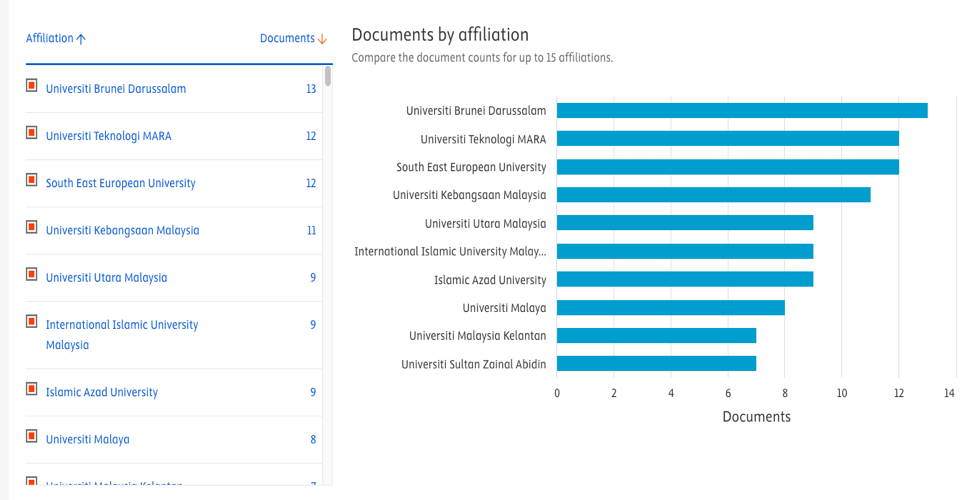 Affiliation
Documents
Universiti Brunei Darussalam 13
Universiti Teknologi MARA 12
South East European University 12
Universiti Kebangsaan Malaysia 11
Universiti Utara Malaysia 9
International Islamic University 9
Malaysia
Islamic Azad University 9
Universiti Malaya 8
Universiti Malaysia Kelantan 7
Documents by affiliation
Compare the document counts for up to 15 affiliations.
Universiti Brunei Darussalam
Universiti Teknologi MARA
South East European University
Universiti Kebangsaan Malaysia
Universiti Utara Malaysia
International Islamic University Malay...
Islamic Azad University
Universiti Malaya
Universiti Malaysia Kelantan
Universiti Sultan Zainal Abidin
0 2 4 6 8 10 12 14
Documents